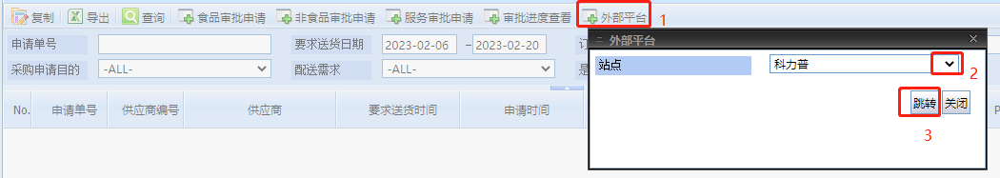 复制 导出 查询 食品审批申请 非食品审批申请 服务审批申请 审批进度查看 外部平台 1
外部平台
申请单号 要求送货日期 2023-02-06 – 2023-02-20
站点 科力普 2
采购申请目的 -ALL- 配送需求 -ALL-
跳转 关闭
No. 申请单号 供应商编号 供应商 要求送货时间 申请时间
3